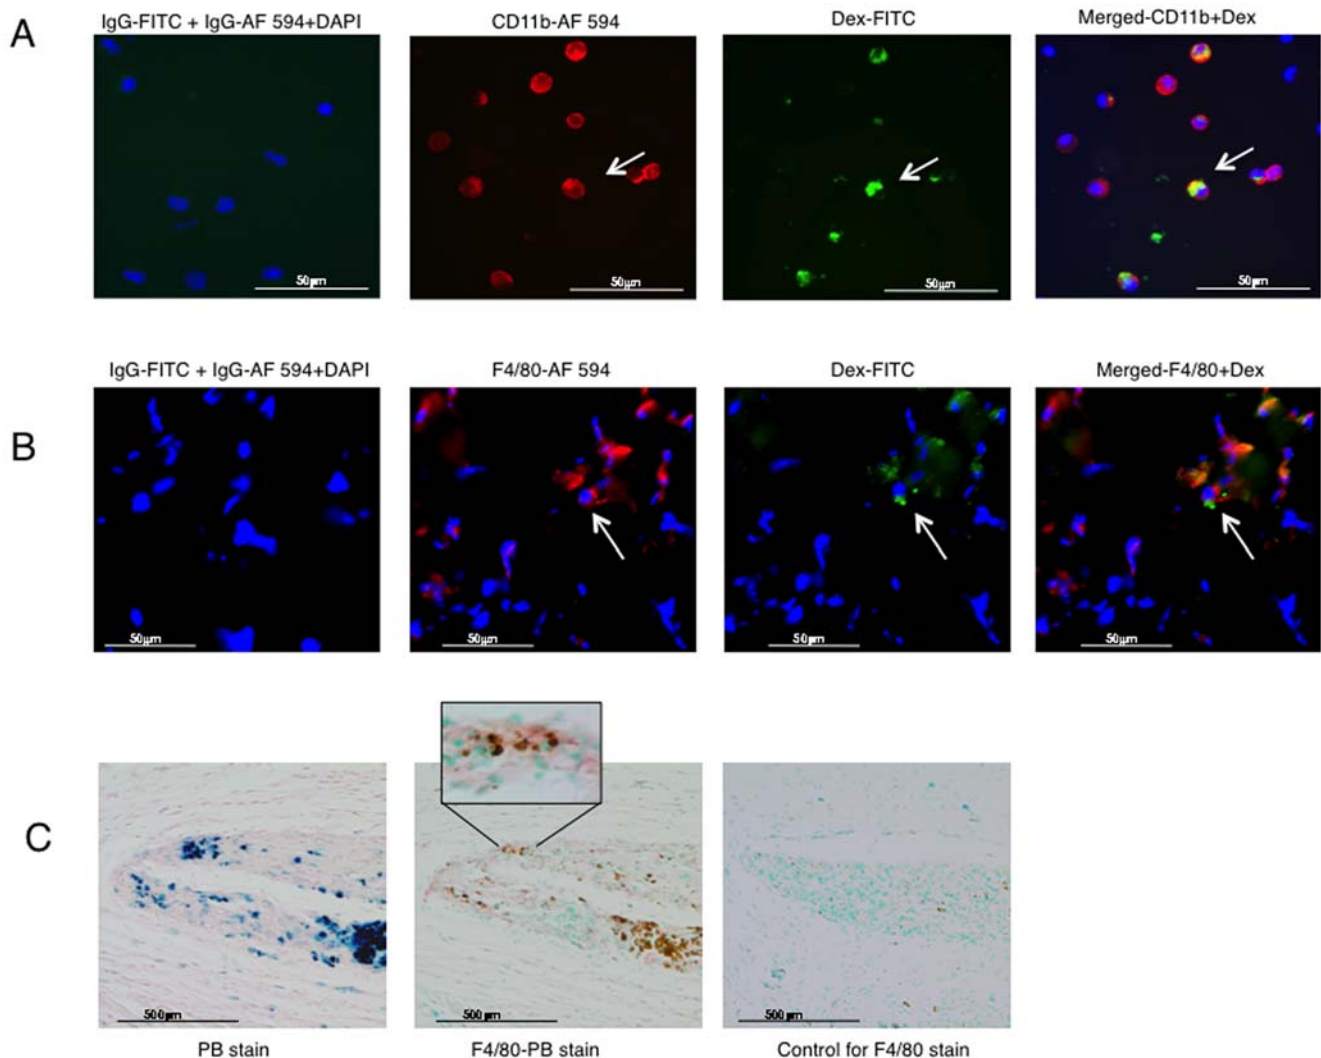 A
IgG-FITC + IgG-AF 594+DAPI
CD11b-AF 594
Dex-FITC
Merged-CD11b+Dex
50µm
50µm
50µm
50µm
B
IgG-FITC + IgG-AF 594+DAPI
F4/80-AF 594
Dex-FITC
Merged-F4/80+Dex
50µm
50µm
50µm
50µm
C
500µm
500µm
500µm
PB stain
F4/80-PB stain
Control for F4/80 stain